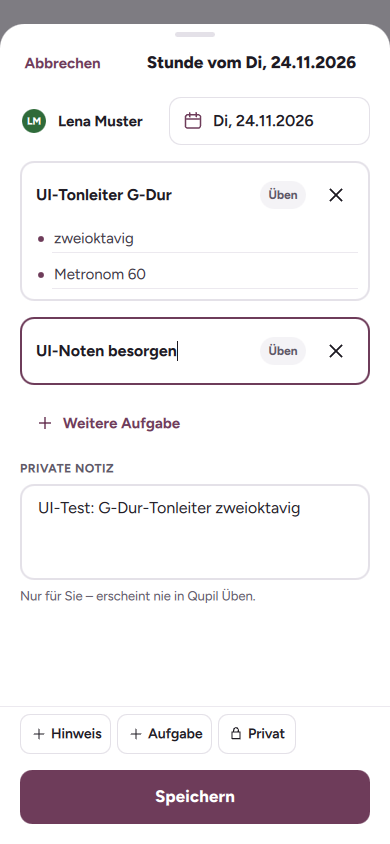 Abbrechen Stunde vom Di, 24.11.2026
LM Lena Muster Di, 24.11.2026
UI-Tonleiter G-Dur Üben
zweioktavig
Metronom 60
UI-Noten besorgen Üben
Weitere Aufgabe
PRIVATE NOTIZ
UI-Test: G-Dur-Tonleiter zweioktavig
Nur für Sie – erscheint nie in Qupil Üben.
Hinweis Aufgabe Privat
Speichern